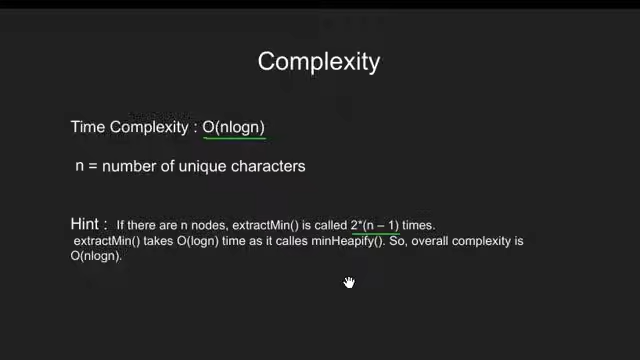 Complexity
Time Complexity : O(nlogn)
n = number of unique characters
Hint : If there are n nodes, extractMin() is called 2*(n – 1) times.
extractMin() takes O(logn) time as it calls minHeapify(). So, overall complexity is
O(nlogn).